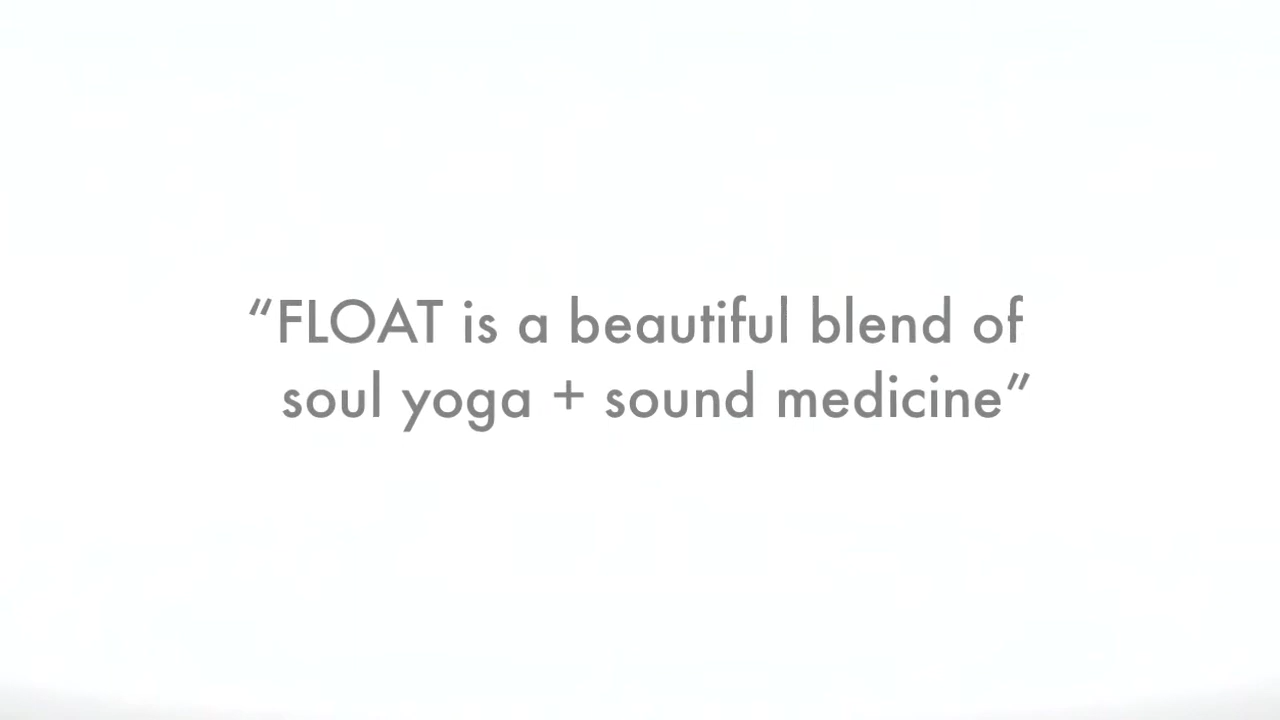 “FLOAT is a beautiful blend of
soul yoga + sound medicine”